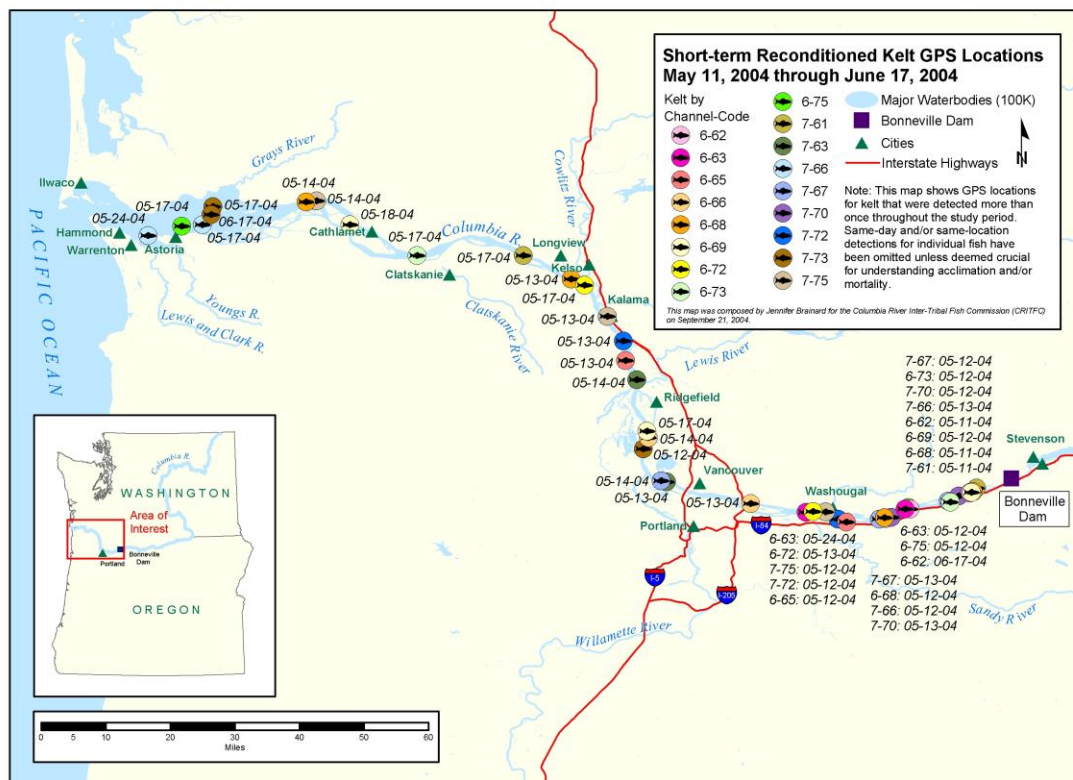 Short-term Reconditioned Kelt GPS Locations
May 11, 2004 through June 17, 2004
Kelt by
Channel-Code
6-62
6-63
6-65
6-66
6-68
6-69
6-72
6-73
6-75
7-61
7-63
7-66
7-67
7-70
7-72
7-73
7-75
Major Waterbodies (100K)
Bonneville Dam
Cities
Interstate Highways
N
Note: This map shows GPS locations
for kelt that were detected more than
once throughout the study period.
Same-day and/or same-location
detections for individual fish have
been omitted unless deemed crucial
for understanding acclimation and/or
mortality.
This map was composed by Jennifer Brainard for the Columbia River Inter-Tribal Fish Commission (CRITFC)
on September 21, 2004.
PACIFIC OCEAN
Ilwaco
Grays River
05-17-04
05-24-04
Hammond
Warrenton
Astoria
05-17-04
06-17-04
05-17-04
Youngs R.
Lewis and Clark R.
05-14-04
05-14-04
05-18-04
Cathlamet
05-17-04
Clatskanie
Clatskanie River
Columbia R.
05-17-04
Cowlitz River
Longview
Kelso
05-13-04
05-17-04
Kalama
05-13-04
05-13-04
05-13-04
05-14-04
Lewis River
Ridgefield
05-17-04
05-14-04
05-12-04
05-14-04
05-13-04
Vancouver
05-13-04
Portland
I-84
I-5
I-205
Willamette River
Washougal
6-63: 05-24-04
6-72: 05-13-04
7-75: 05-12-04
7-72: 05-12-04
6-65: 05-12-04
7-67: 05-12-04
6-73: 05-12-04
7-70: 05-12-04
7-66: 05-13-04
6-62: 05-11-04
6-69: 05-12-04
6-68: 05-11-04
7-61: 05-11-04
6-63: 05-12-04
6-75: 05-12-04
6-62: 06-17-04
7-67: 05-13-04
6-68: 05-12-04
7-66: 05-12-04
7-70: 05-13-04
Stevenson
Bonneville
Dam
Sandy River
Columbia R.
WASHINGTON
Area of
Interest
Portland
Bonneville
Dam
OREGON
0 10 20 30 40 50 60
Miles